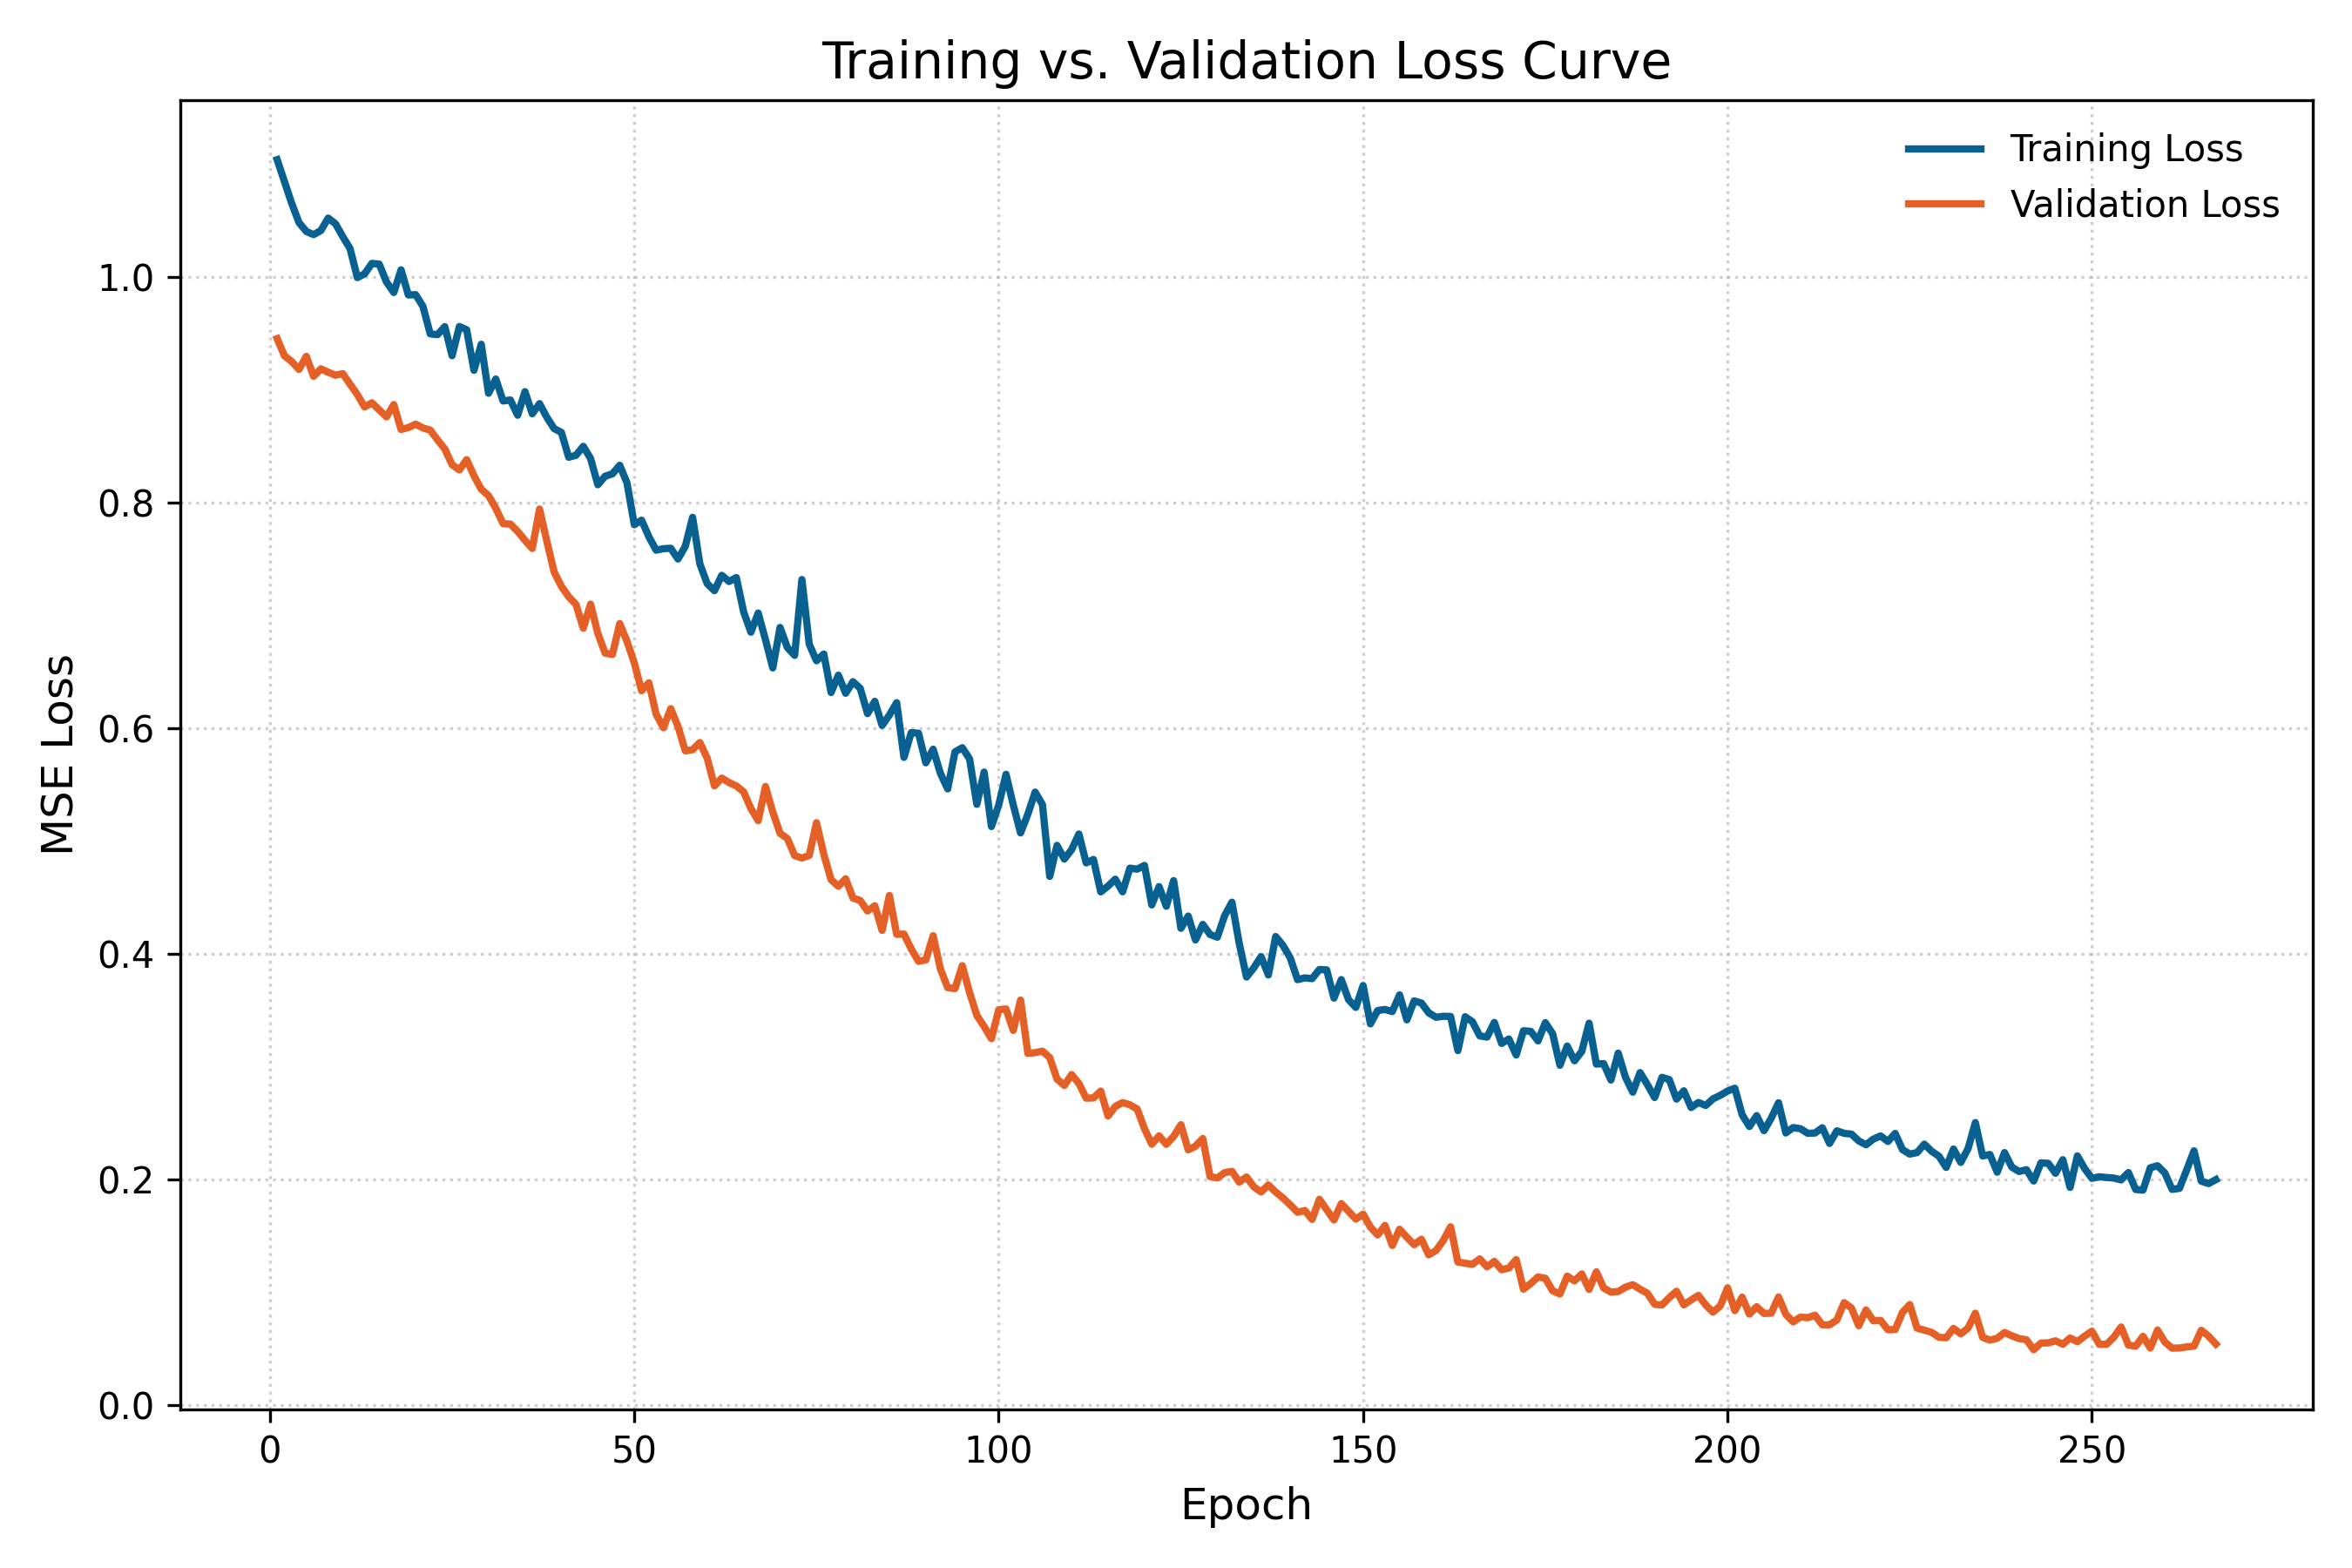 Training vs. Validation Loss Curve
Training Loss
Validation Loss
1.0
0.8
0.6
0.4
0.2
0.0
MSE Loss
0 50 100 150 200 250
Epoch